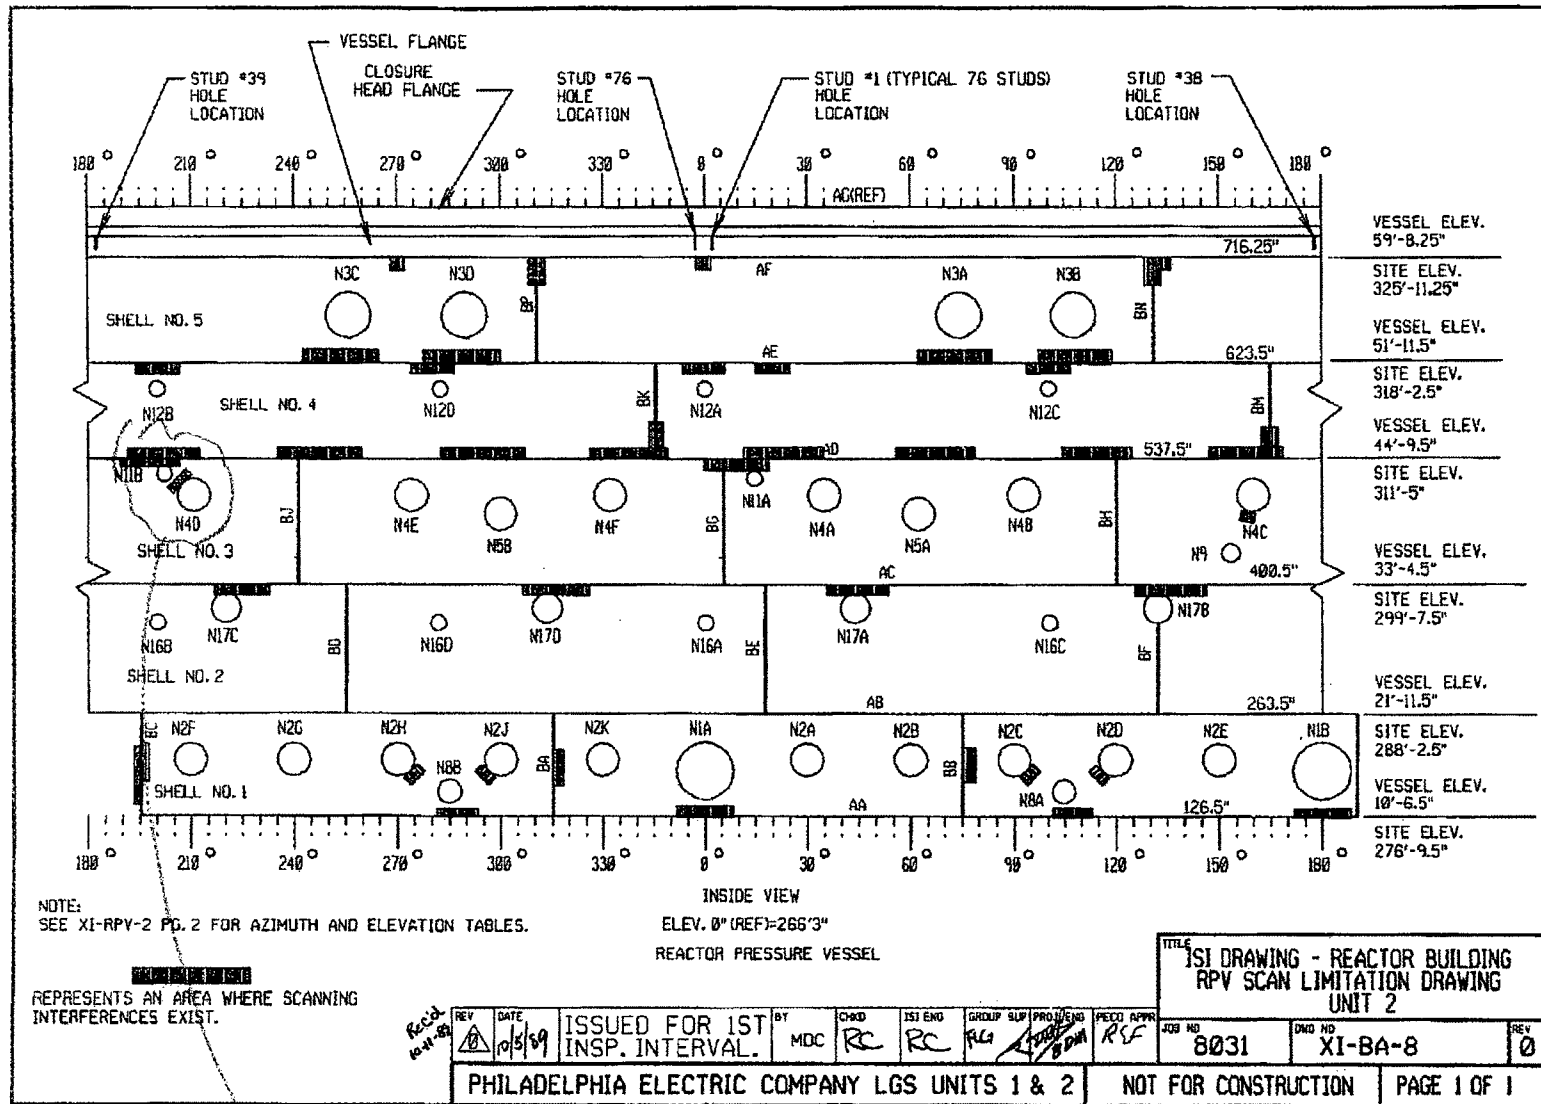 VESSEL FLANGE
CLOSURE
HEAD FLANGE
STUD #39
HOLE
LOCATION
STUD #76
HOLE
LOCATION
STUD #1 (TYPICAL 76 STUDS)
HOLE
LOCATION
STUD #38
HOLE
LOCATION
180° 210° 240° 270° 300° 330° 0° 30° 60° 90° 120° 150° 180°
AG(REF)
716.25"
VESSEL ELEV.
59'-8.25"
N3C N3D AF N3A N3B
SITE ELEV.
325'-11.25"
SHELL NO. 5
BP
BN
VESSEL ELEV.
51'-11.5"
AE
623.5"
SITE ELEV.
318'-2.5"
N12B
SHELL NO. 4
N12D
BK
N12A
N12C
BM
VESSEL ELEV.
44'-9.5"
AD
537.5"
N11B
N11A
SITE ELEV.
311'-5"
N4D
BJ
N4E
N5B
N4F
BG
N4A
N5A
N4B
BH
N4C
N9
SHELL NO. 3
AC
400.5"
VESSEL ELEV.
33'-4.5"
SITE ELEV.
299'-7.5"
N16B
N17C
BD
N16D
N17D
N16A
BE
N17A
N16C
BF
N17B
SHELL NO. 2
AB
263.5"
VESSEL ELEV.
21'-11.5"
BC
N2F N2G N2H N2J N2K N1A N2A N2B N2C N2D N2E N1B
SITE ELEV.
288'-2.5"
N8B
BA
BB
N8A
SHELL NO. 1
AA
126.5"
VESSEL ELEV.
10'-6.5"
SITE ELEV.
276'-9.5"
180° 210° 240° 270° 300° 330° 0° 30° 60° 90° 120° 150° 180°
INSIDE VIEW
ELEV. 0" (REF)=266'3"
REACTOR PRESSURE VESSEL
NOTE:
SEE XI-RPV-2 PG. 2 FOR AZIMUTH AND ELEVATION TABLES.
REPRESENTS AN AREA WHERE SCANNING
INTERFERENCES EXIST.
TITLE
ISI DRAWING - REACTOR BUILDING
RPV SCAN LIMITATION DRAWING
UNIT 2
Rec'd
REV 0
DATE 10/5/89
ISSUED FOR 1ST
INSP. INTERVAL.
BY MDC
CHKD RC
ISI ENG RC
GROUP SUP
PROJ ENG
PECO APPR
JOB NO 8031
DWG NO XI-BA-8
REV 0
PHILADELPHIA ELECTRIC COMPANY LGS UNITS 1 & 2
NOT FOR CONSTRUCTION
PAGE 1 OF 1